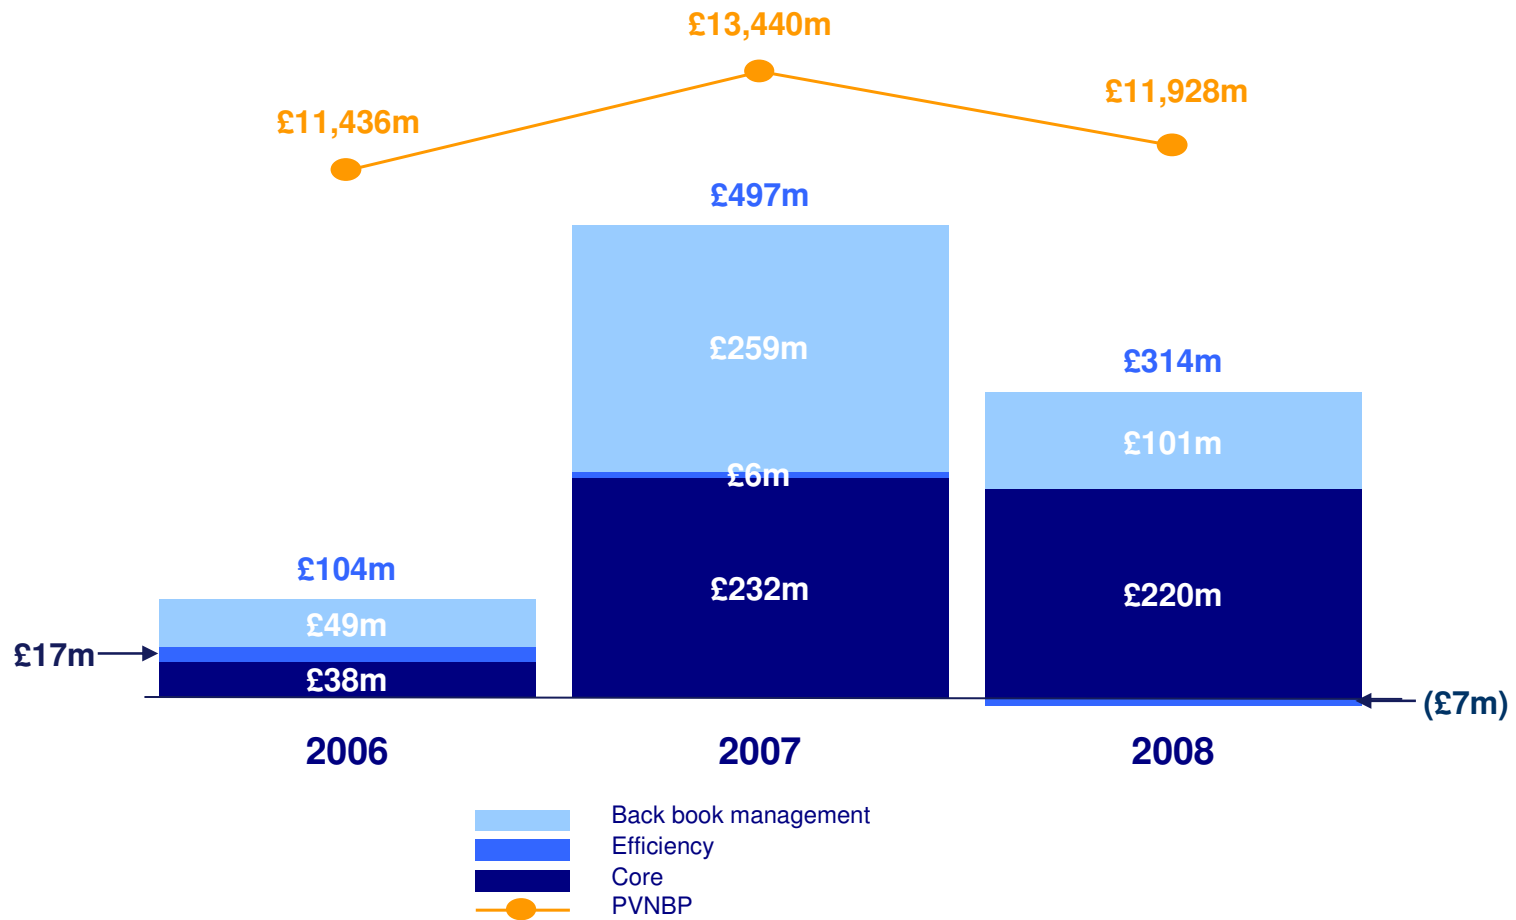 £13,440m
£11,928m
£11,436m
£497m
£259m
£314m
£101m
£6m
£104m
£232m
£220m
£49m
£17m
£38m
(£7m)
2006 2007 2008
Back book management
Efficiency
Core
PVNBP